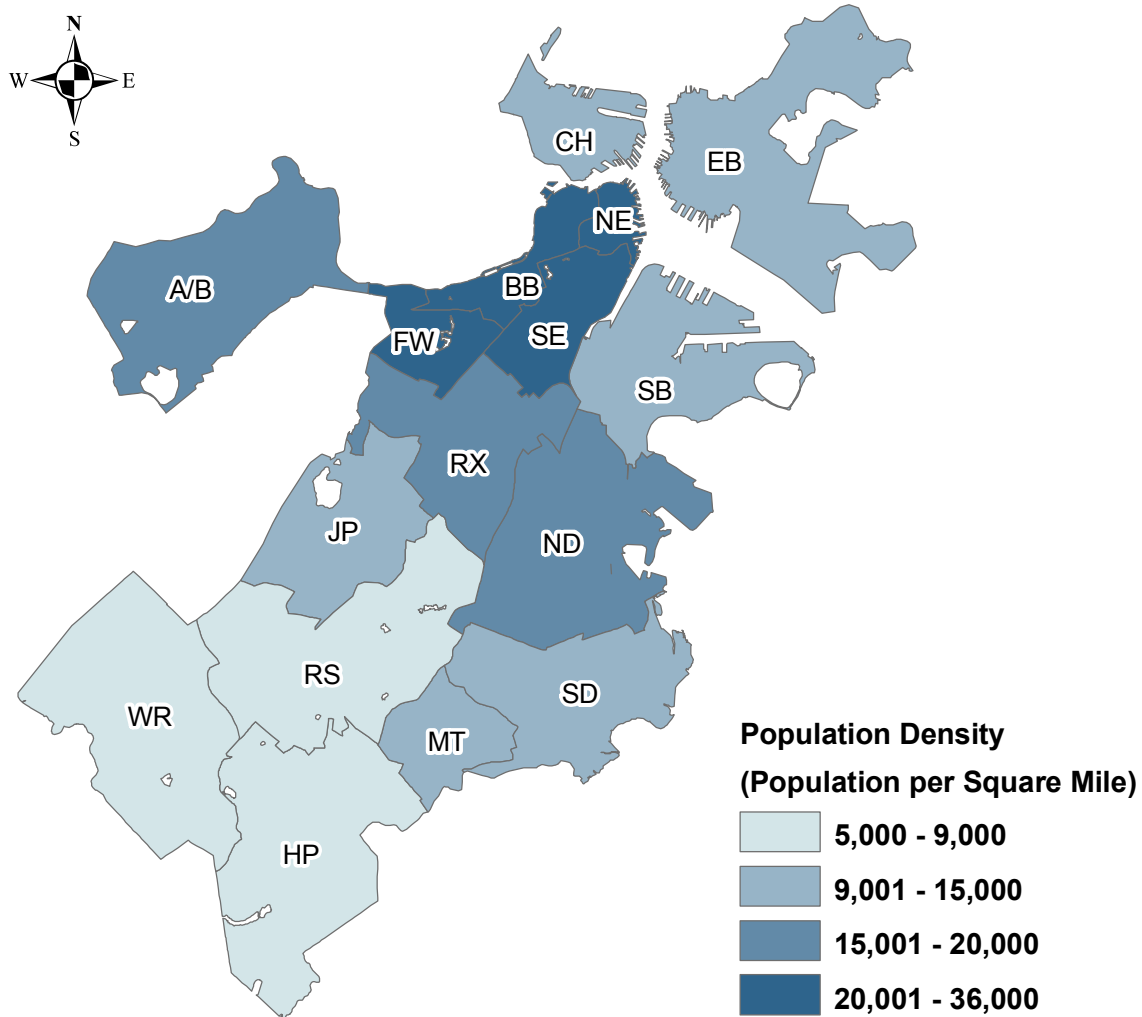 N
W E
S
CH
EB
NE
A/B
BB
FW
SE
SB
RX
JP
ND
RS
SD
WR
MT
HP
Population Density
(Population per Square Mile)
5,000 - 9,000
9,001 - 15,000
15,001 - 20,000
20,001 - 36,000